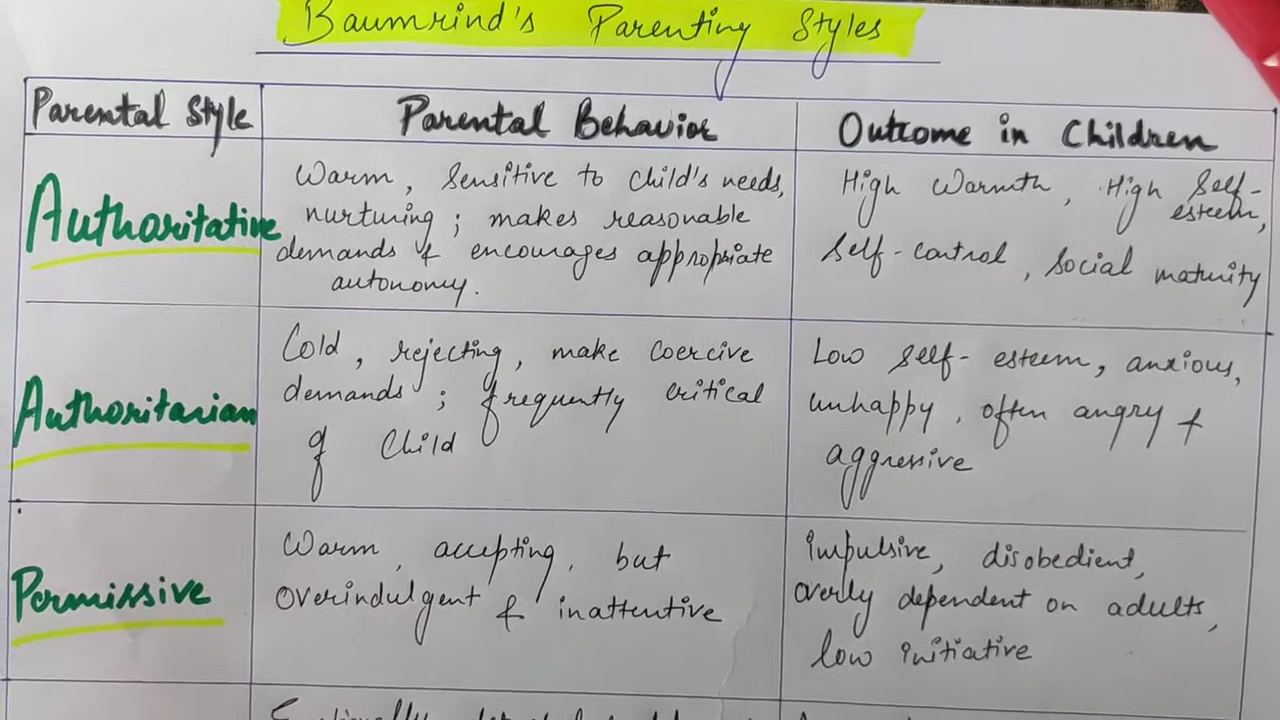 Baumrind's Parenting Styles
Parental Style
Parental Behavior
Outcome in Children
Authoritative
Warm, Sensitive to child's needs,
nurturing; makes reasonable
demands & encourages appropriate
autonomy.
High Warmth, High Self-
esteem,
Self-control, Social maturity
Authoritarian
Cold, rejecting, make coercive
demands; frequently critical
of Child
Low self-esteem, anxious,
unhappy, often angry &
aggressive
Permissive
Warm, accepting, but
overindulgent & inattentive
impulsive, disobedient,
overly dependent on adults,
low initiative